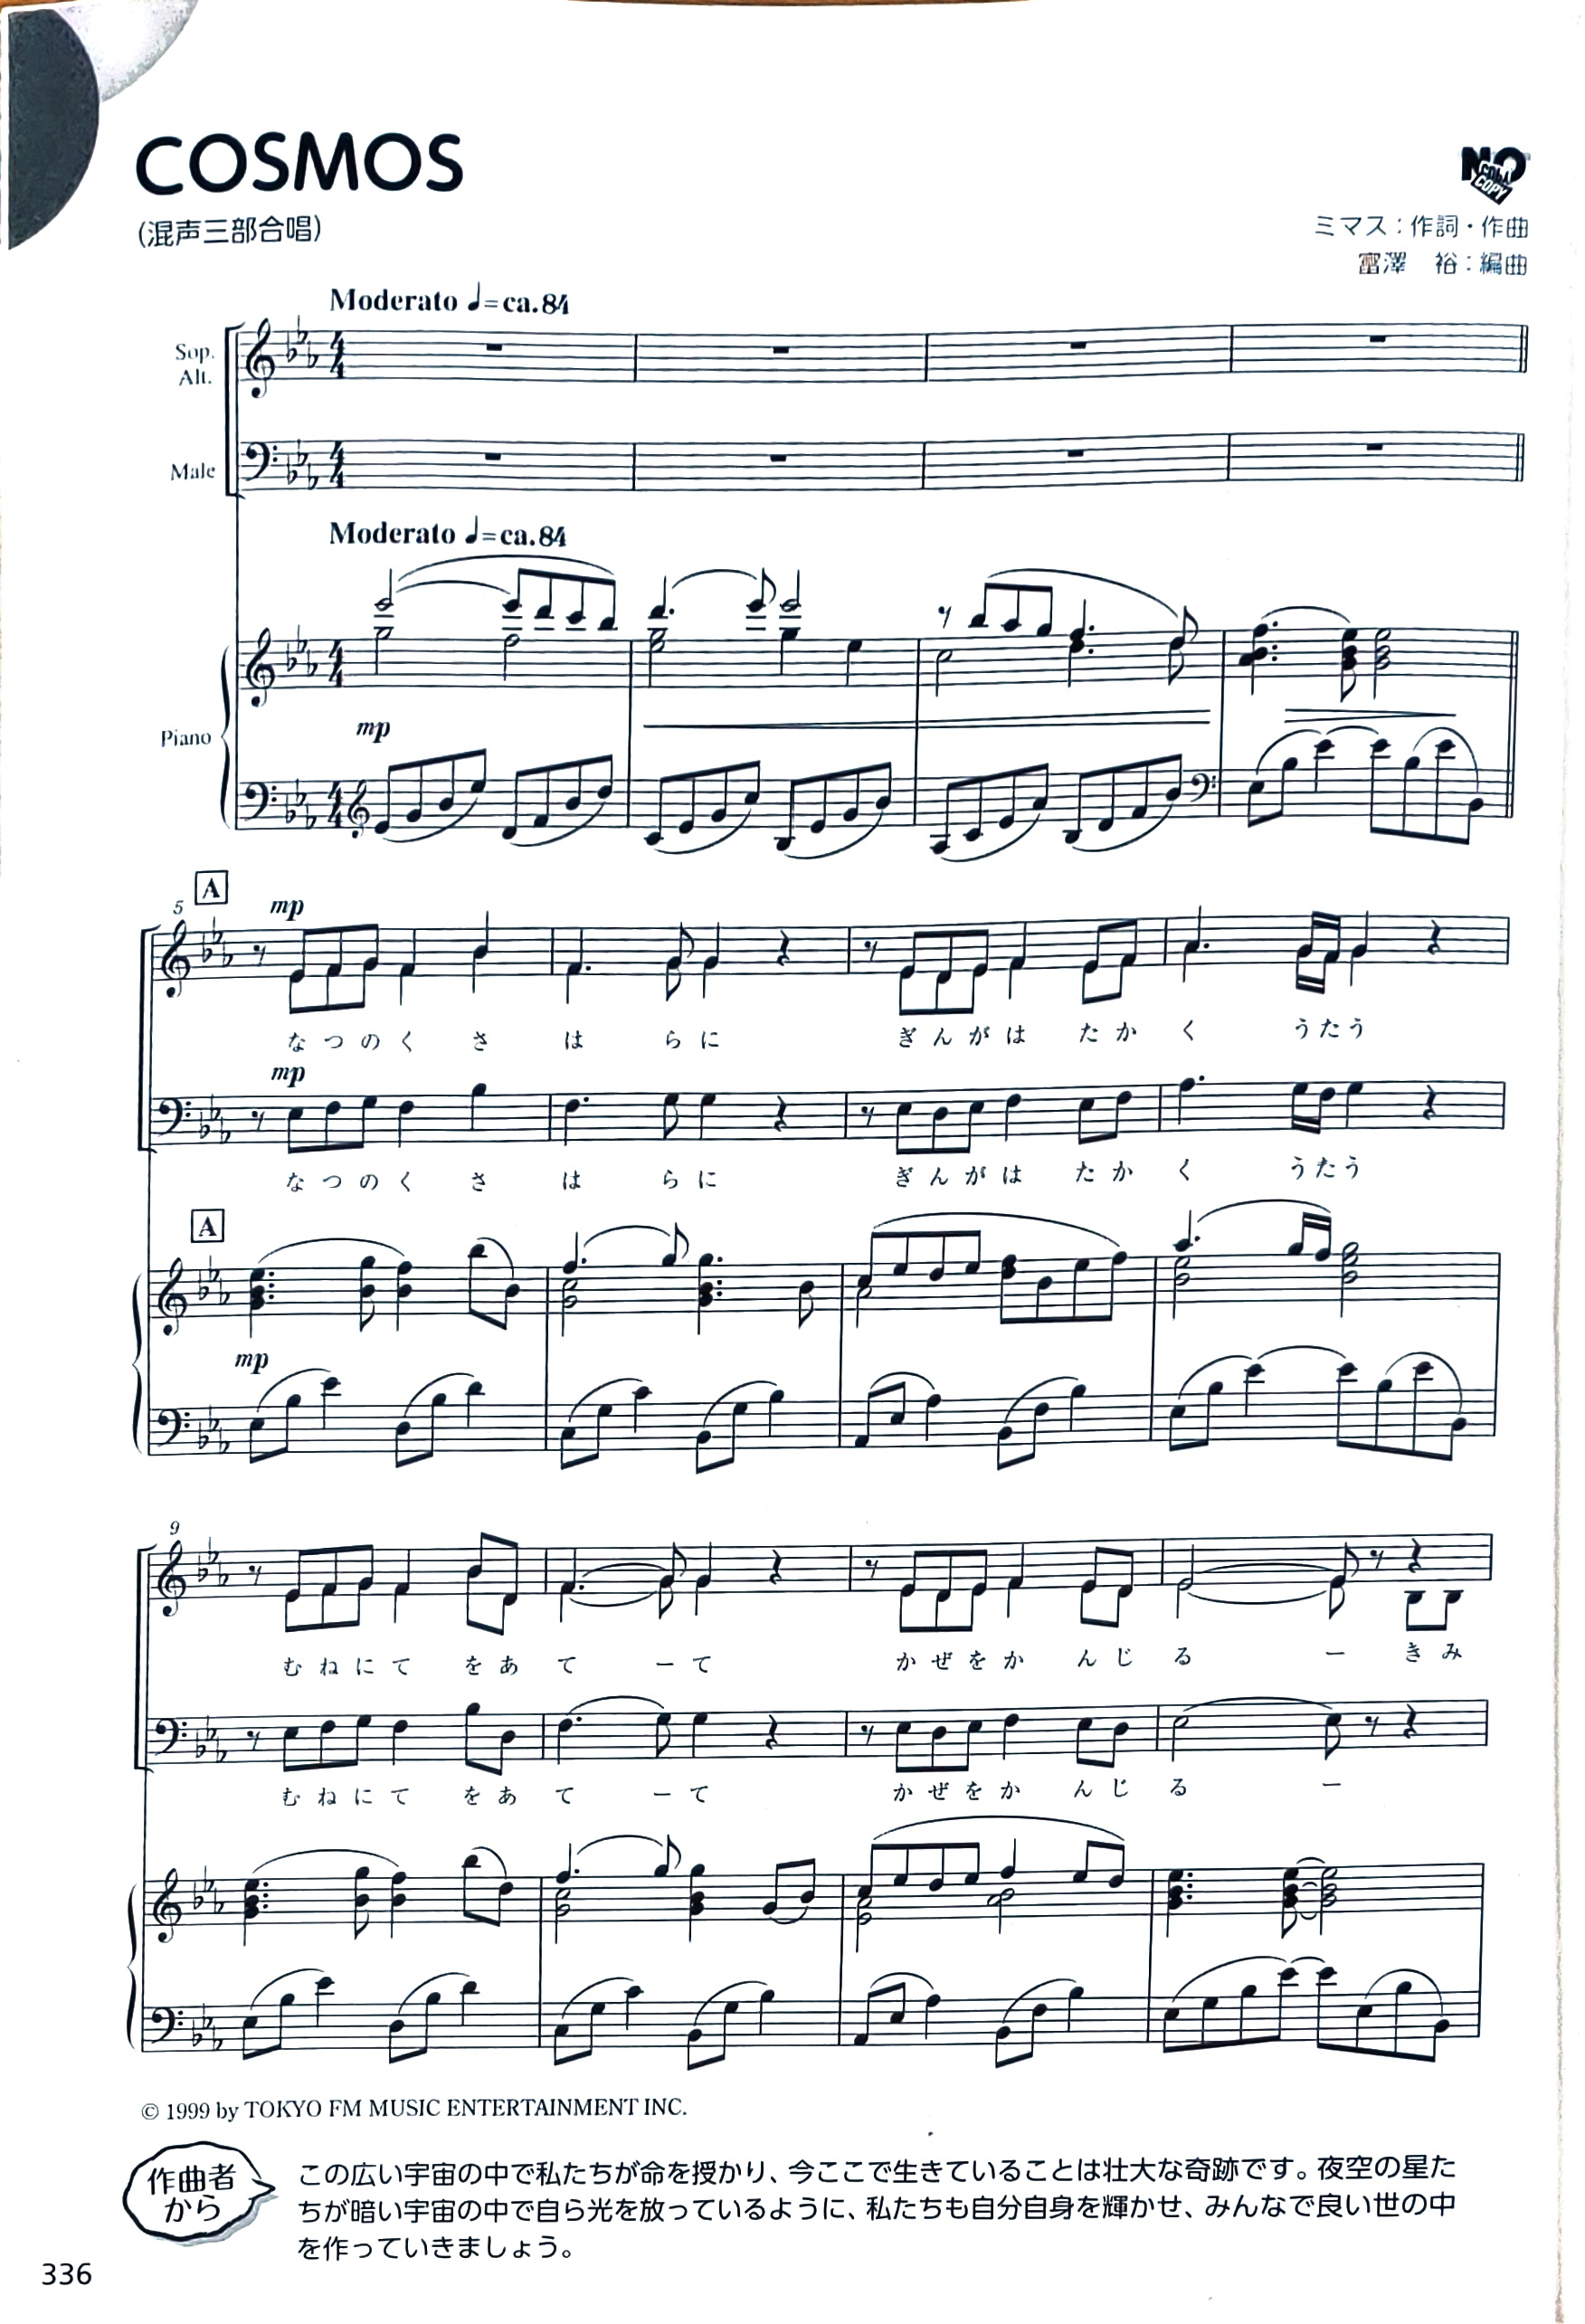 COSMOS
(混声三部合唱)
NO
COPY
ミマス：作詞・作曲
富澤　裕：編曲
Moderato ♩=ca.84
Sop.
Alt.
Male
Moderato ♩=ca.84
mp
Piano
5
A
mp
なつのくさはらに ぎんがはたかく うたう
mp
なつのくさはらに ぎんがはたかく うたう
A
mp
9
むねにてをあてーて かぜをかんじるー きみ
むねにてをあてーて かぜをかんじるー
© 1999 by TOKYO FM MUSIC ENTERTAINMENT INC.
作曲者
から
この広い宇宙の中で私たちが命を授かり、今ここで生きていることは壮大な奇跡です。夜空の星た
ちが暗い宇宙の中で自ら光を放っているように、私たちも自分自身を輝かせ、みんなで良い世の中
を作っていきましょう。
336